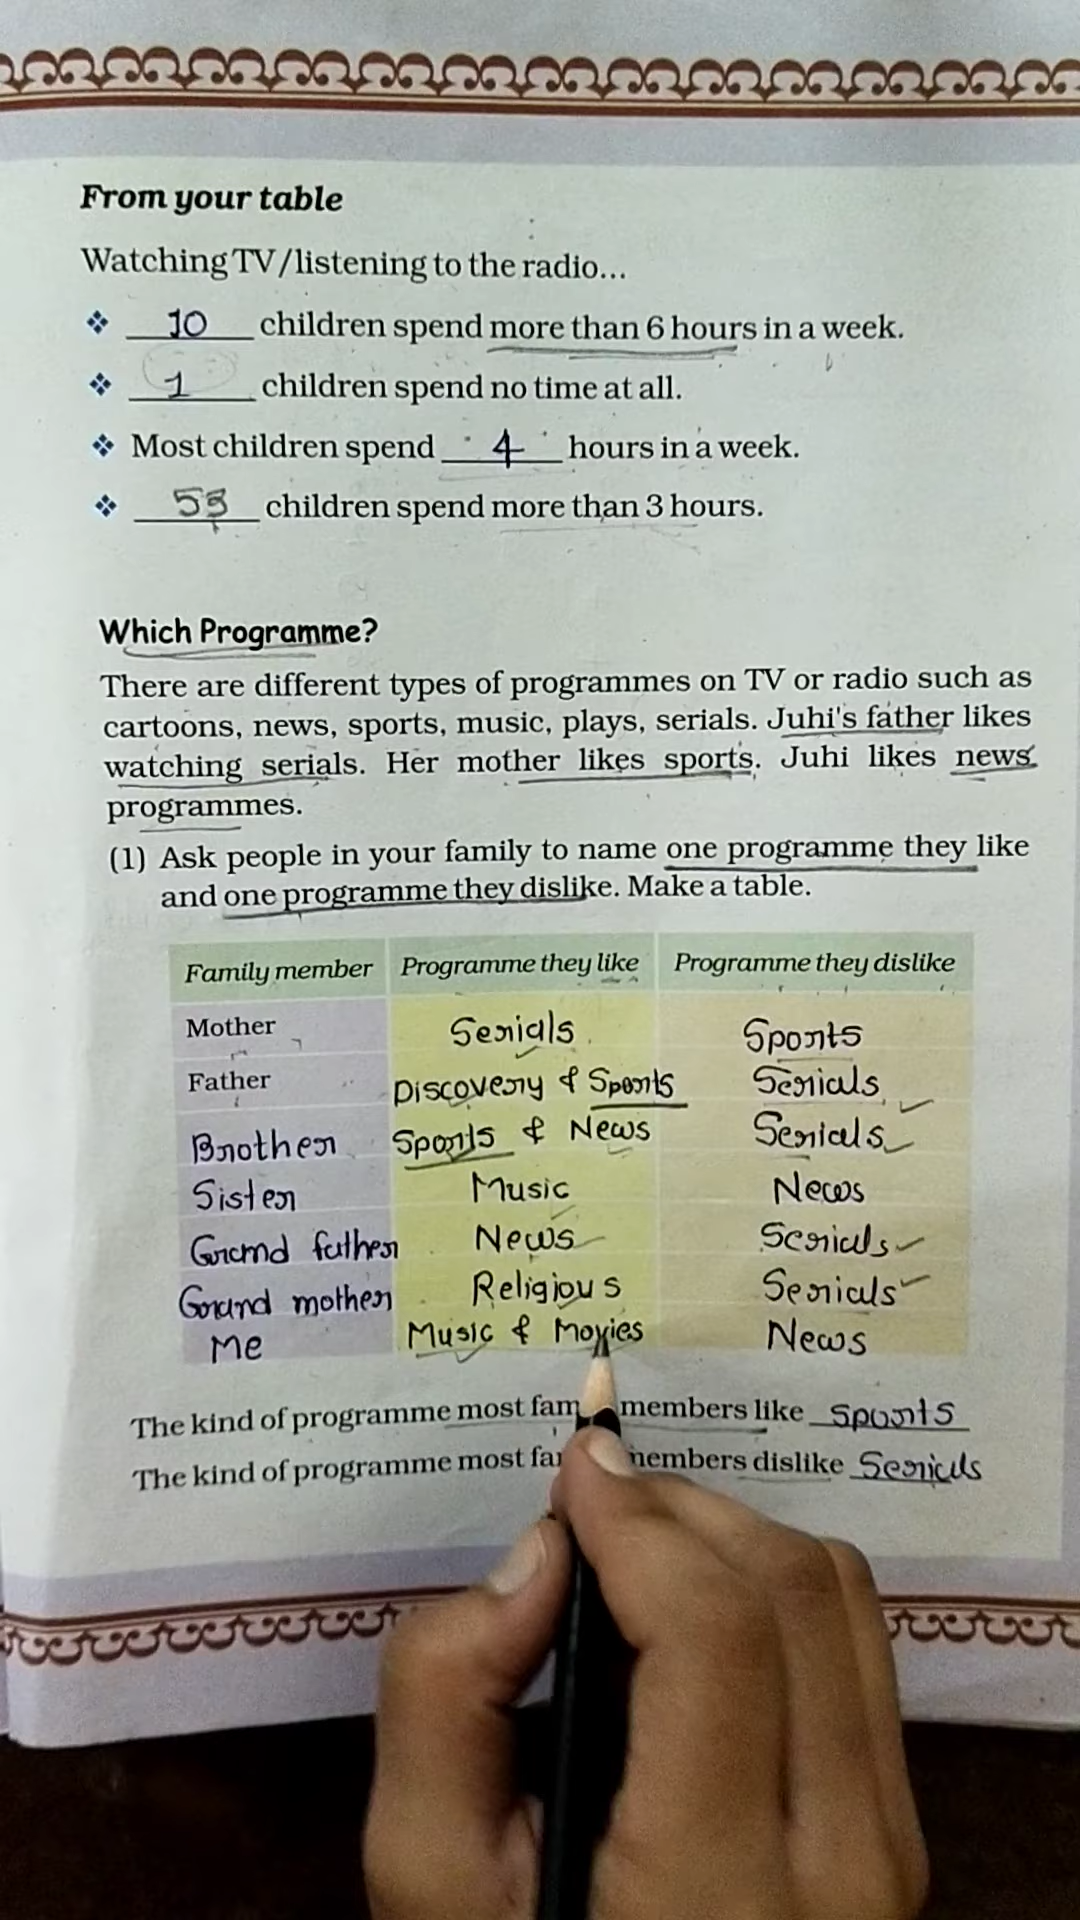 From your table
Watching TV/listening to the radio...
❖ 10 children spend more than 6 hours in a week.
❖ 1 children spend no time at all.
❖ Most children spend 4 hours in a week.
❖ 53 children spend more than 3 hours.
Which Programme?
There are different types of programmes on TV or radio such as
cartoons, news, sports, music, plays, serials. Juhi's father likes
watching serials. Her mother likes sports. Juhi likes news
programmes.
(1) Ask people in your family to name one programme they like
and one programme they dislike. Make a table.
Family member Programme they like Programme they dislike
Mother Serials Sports
Father Discovery & Sports Serials
Brother Sports & News Serials
Sister Music News
Grand father News Serials
Grand mother Religious Serials
Me Music & Movies News
The kind of programme most fam members like Sports
The kind of programme most fa members dislike Serials